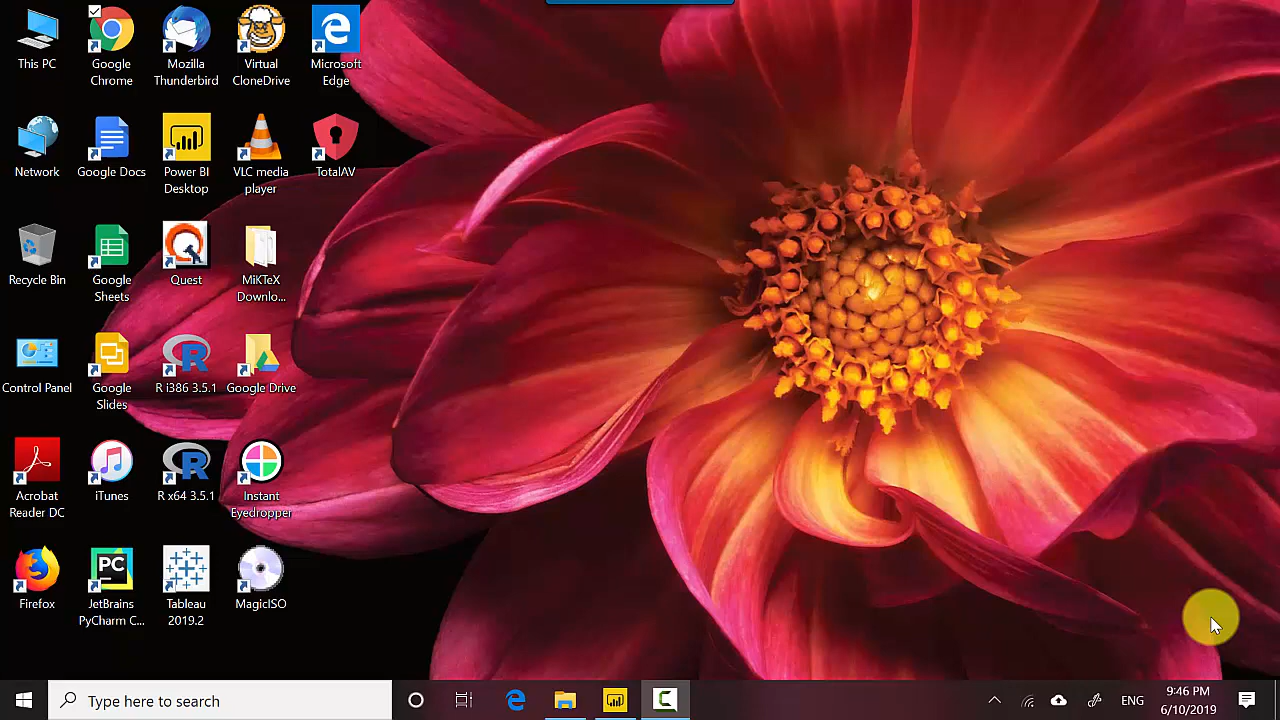 This PC
Google
Chrome
Mozilla
Thunderbird
Virtual
CloneDrive
Microsoft
Edge
Network
Google Docs
Power BI
Desktop
VLC media
player
TotalAV
Recycle Bin
Google
Sheets
Quest
MiKTeX
Downlo...
Control Panel
Google
Slides
R i386 3.5.1
Google Drive
Acrobat
Reader DC
iTunes
R x64 3.5.1
Instant
Eyedropper
Firefox
PC
JetBrains
PyCharm C...
Tableau
2019.2
MagicISO
Type here to search
ENG
9:46 PM
6/10/2019